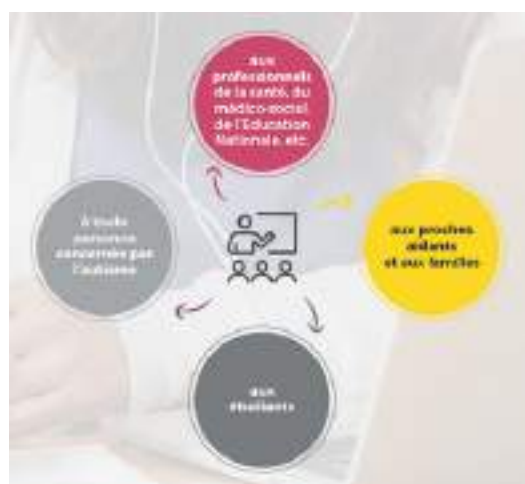 aux
professionnels
de la santé, du
médico-social
de l'Education
Nationale, etc.
à toute
personne
concernée par
l'autisme
aux proches
aidants
et aux familles
aux
étudiants